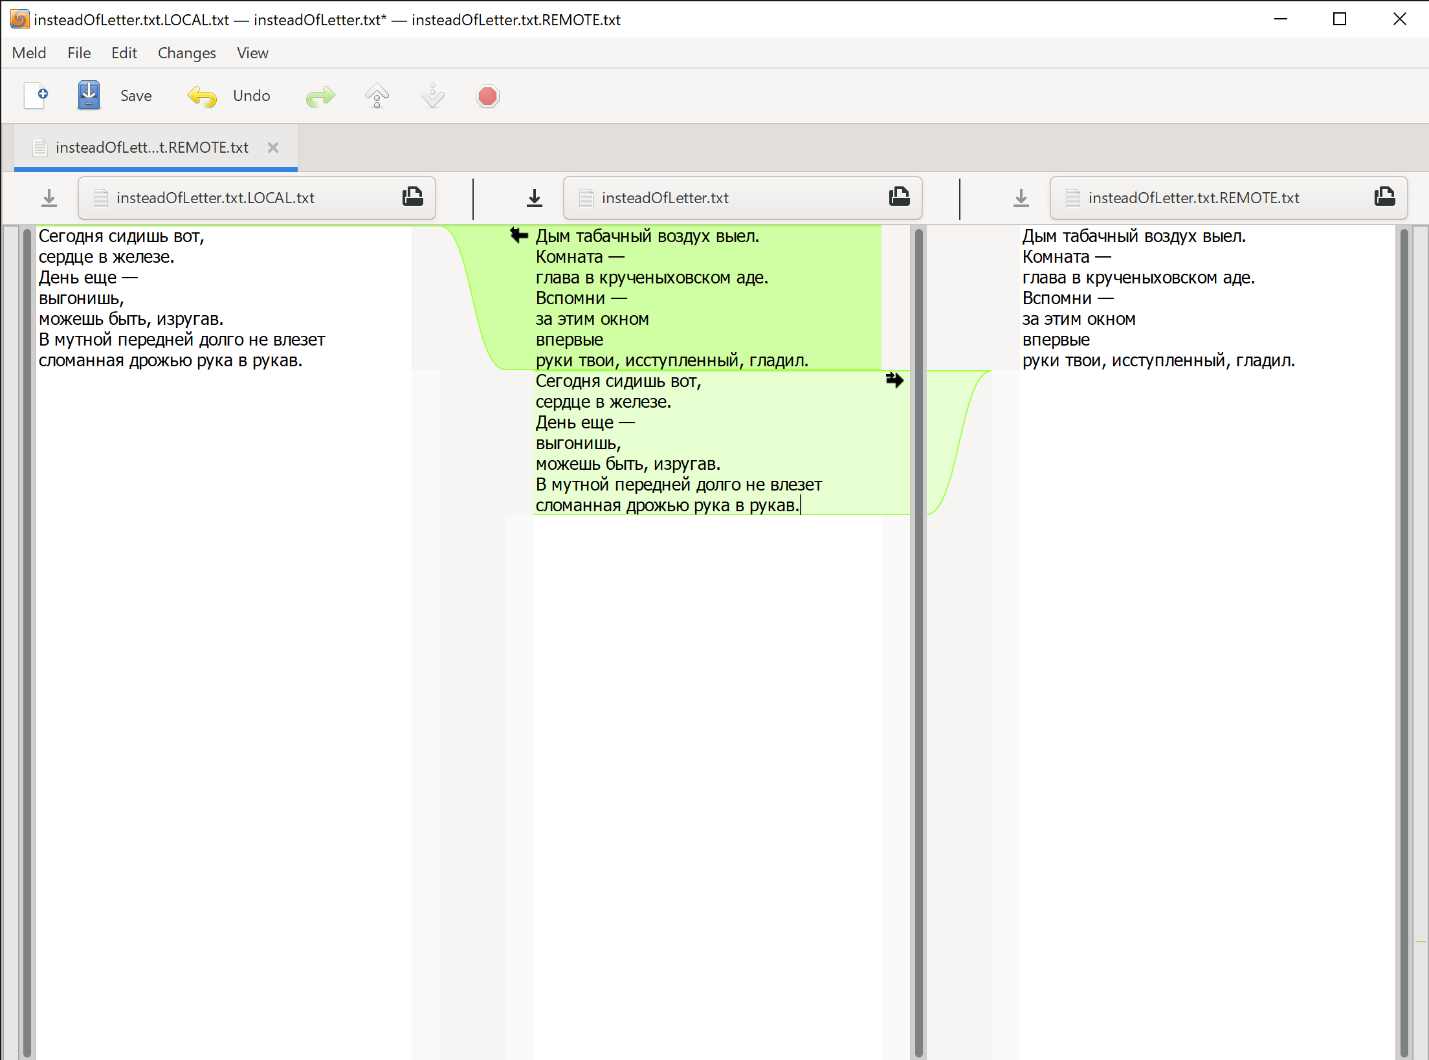 insteadOfLetter.txt.LOCAL.txt — insteadOfLetter.txt* — insteadOfLetter.txt.REMOTE.txt
Meld File Edit Changes View
Save Undo
insteadOfLett...t.REMOTE.txt
insteadOfLetter.txt.LOCAL.txt
insteadOfLetter.txt
insteadOfLetter.txt.REMOTE.txt
Сегодня сидишь вот,
сердце в железе.
День еще —
выгонишь,
можешь быть, изругав.
В мутной передней долго не влезет
сломанная дрожью рука в рукав.
Дым табачный воздух выел.
Комната —
глава в крученыховском аде.
Вспомни —
за этим окном
впервые
руки твои, исступленный, гладил.
Сегодня сидишь вот,
сердце в железе.
День еще —
выгонишь,
можешь быть, изругав.
В мутной передней долго не влезет
сломанная дрожью рука в рукав.
Дым табачный воздух выел.
Комната —
глава в крученыховском аде.
Вспомни —
за этим окном
впервые
руки твои, исступленный, гладил.